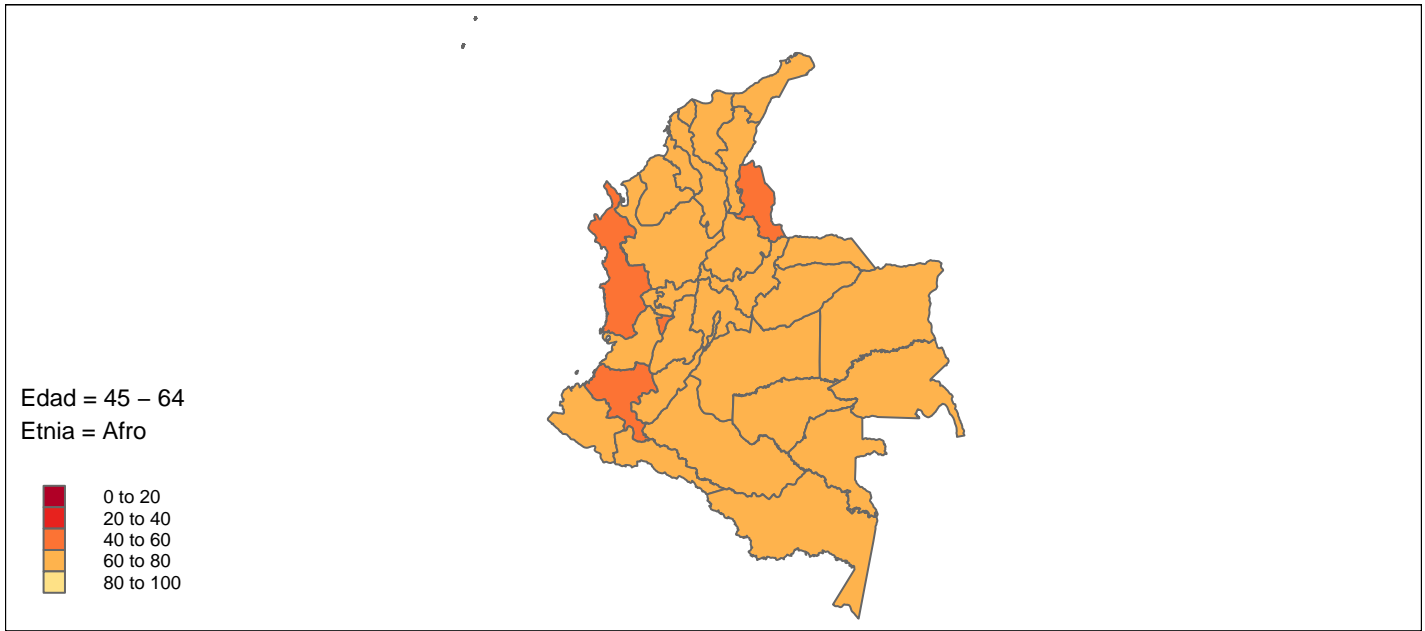 Edad = 45 – 64
Etnia = Afro
0 to 20
20 to 40
40 to 60
60 to 80
80 to 100